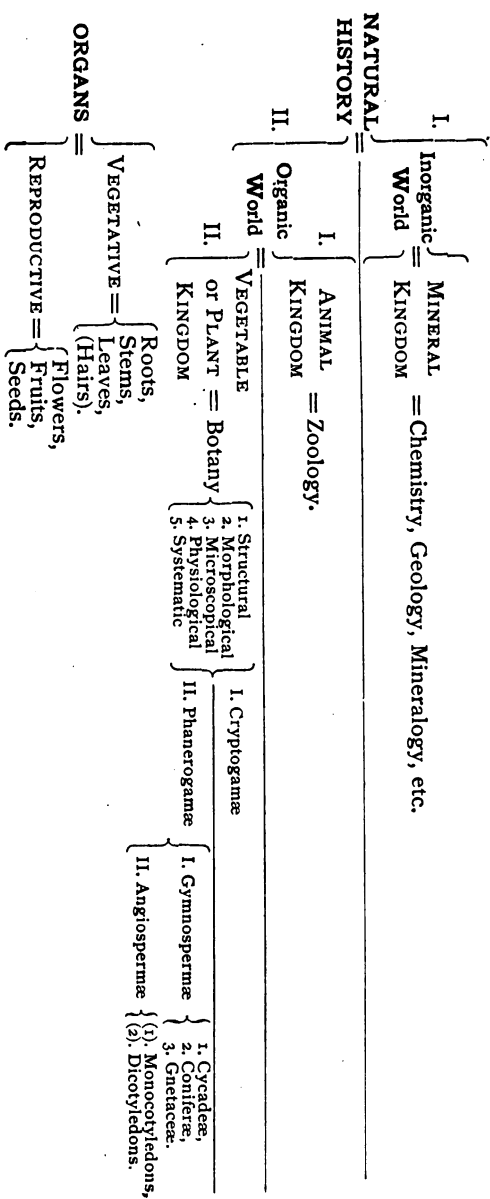 NATURAL
HISTORY =
I.
Inorganic
World =
MINERAL
KINGDOM
= Chemistry, Geology, Mineralogy, etc.
II.
Organic
World =
I.
ANIMAL
KINGDOM
= Zoology.
II.
VEGETABLE
or PLANT
KINGDOM
= Botany
1. Structural
2. Morphological
3. Microscopical
4. Physiological
5. Systematic
I. Cryptogamæ
II. Phanerogamæ
I. Gymnospermæ
1. Cycadeæ,
2. Coniferæ,
3. Gnetaceæ.
II. Angiospermæ
(1). Monocotyledons,
(2). Dicotyledons.
ORGANS =
VEGETATIVE =
Roots,
Stems,
Leaves,
(Hairs).
REPRODUCTIVE =
Flowers,
Fruits,
Seeds.